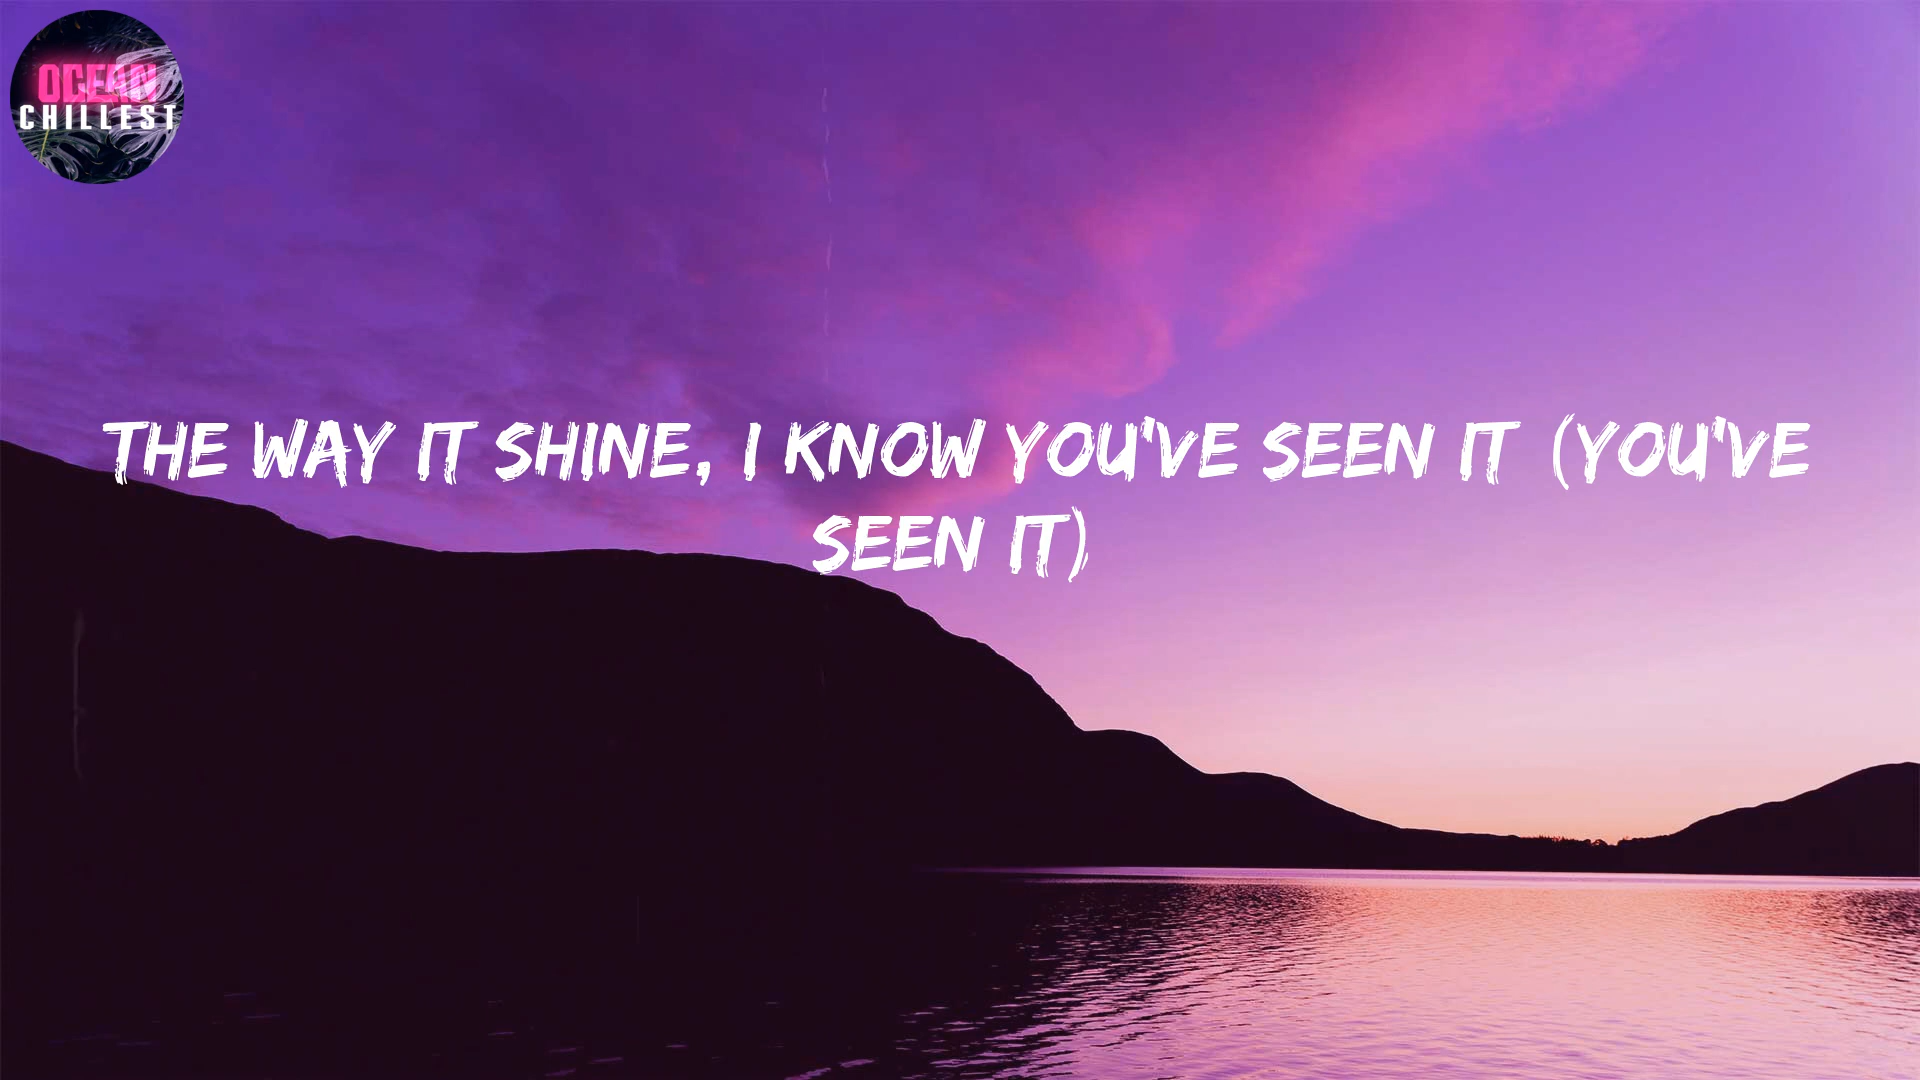 OCEAN
CHILLEST
THE WAY IT SHINE, I KNOW YOU'VE SEEN IT (YOU'VE
SEEN IT)